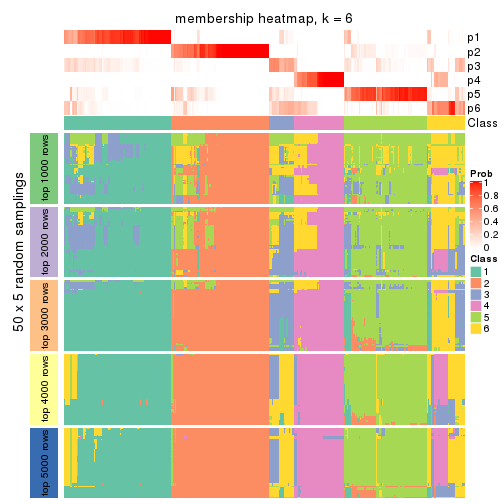 membership heatmap, k = 6
p1
p2
p3
p4
p5
p6
Class
50 x 5 random samplings
top 1000 rows
top 2000 rows
top 3000 rows
top 4000 rows
top 5000 rows
Prob
1
0.8
0.6
0.4
0.2
0
Class
1
2
3
4
5
6